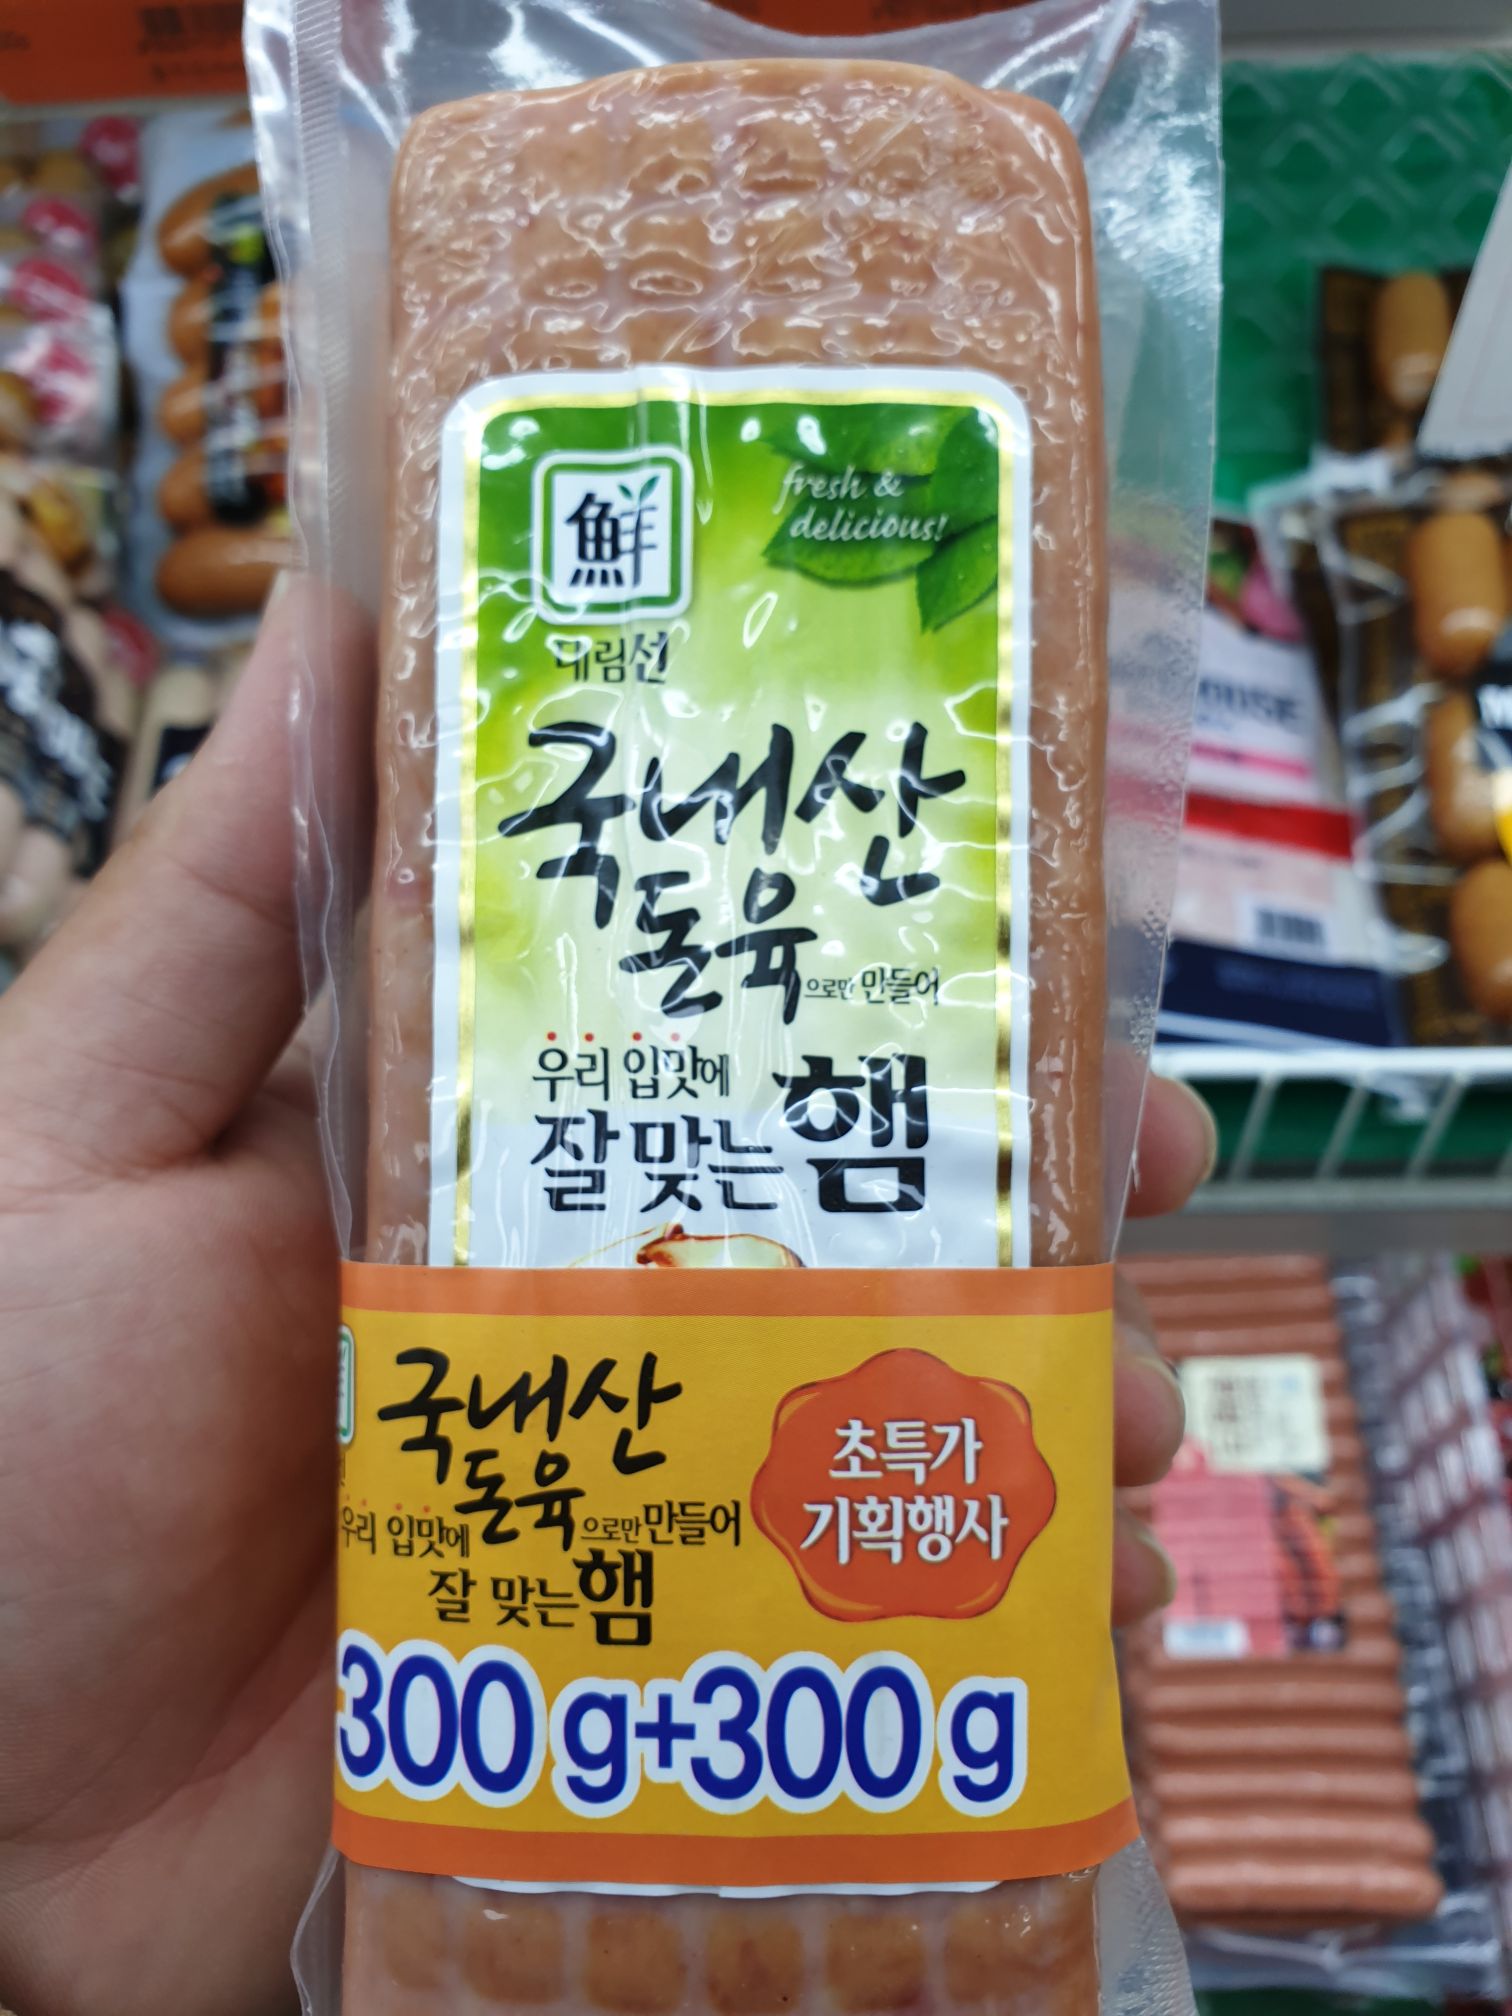 鮮
fresh &
delicious!
대림선
국내산
돈육으로만 만들어
우리 입맛에
잘 맞는 햄
국내산
돈육으로만 만들어
우리 입맛에
잘 맞는 햄
초특가
기획행사
300 g+300 g